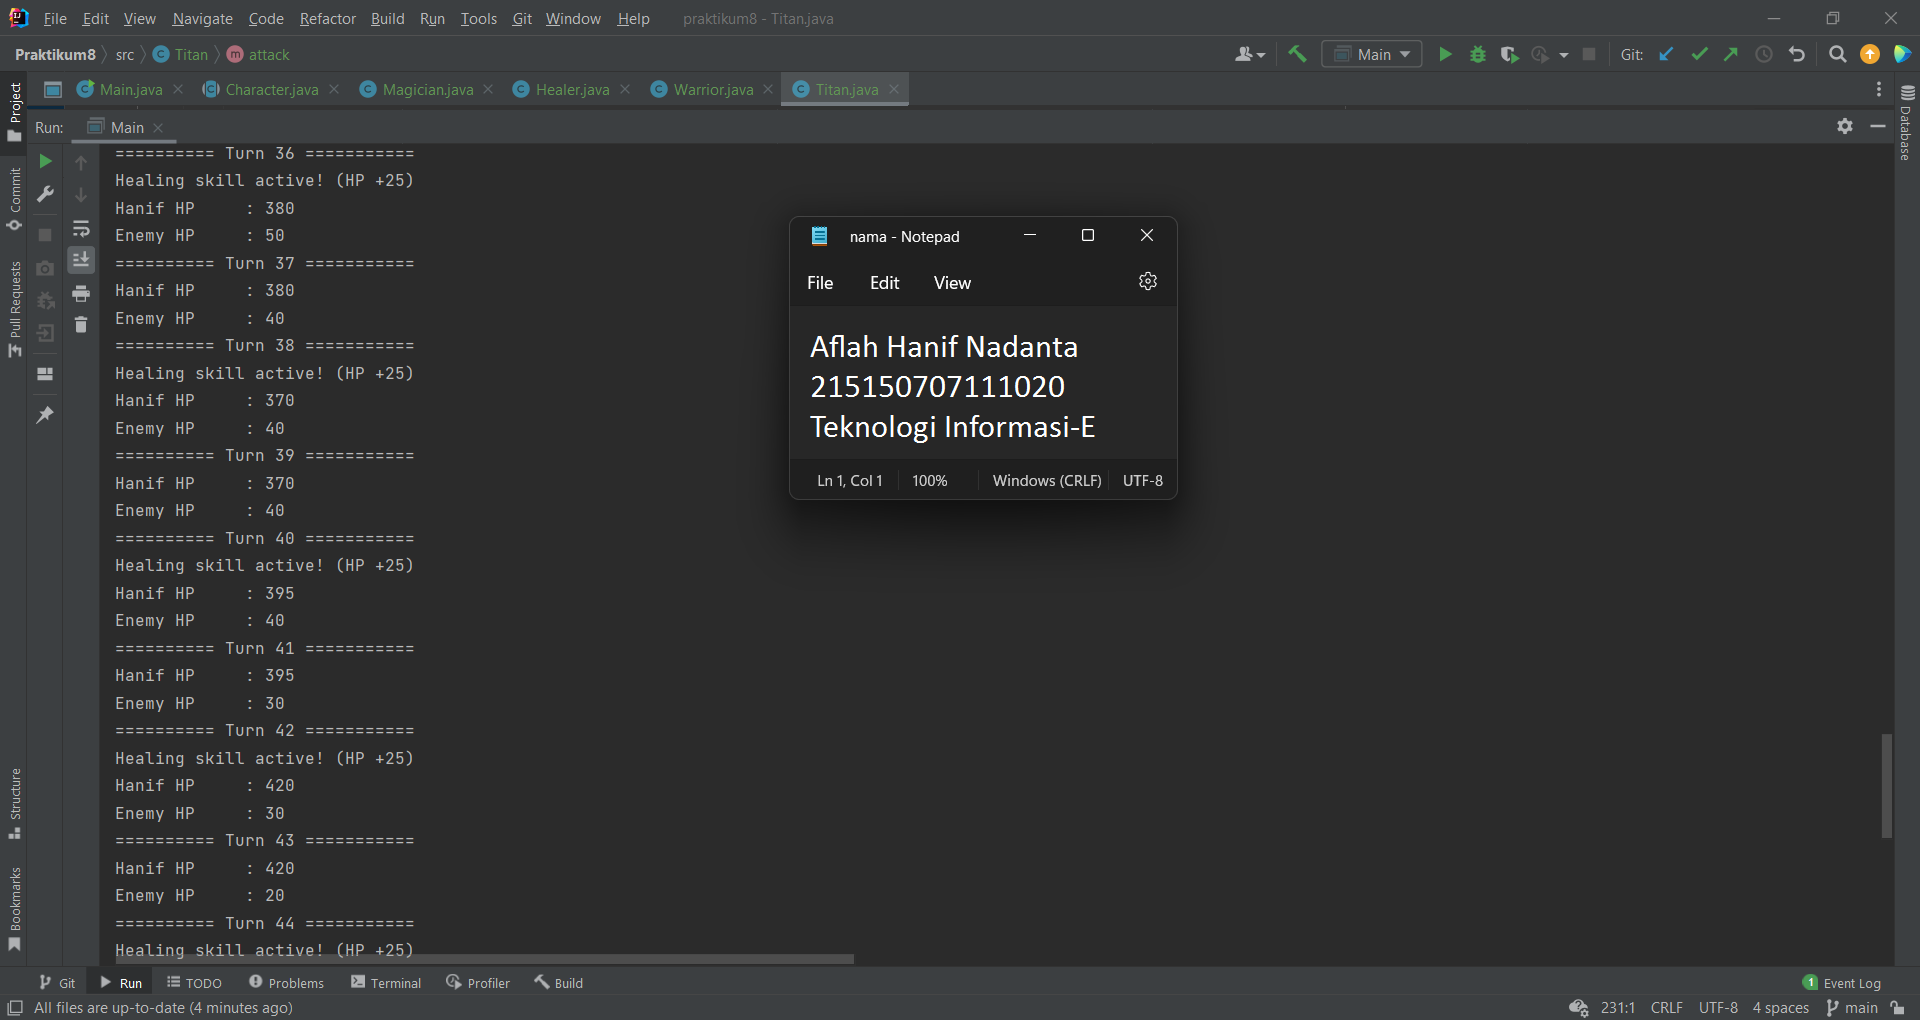 File Edit View Navigate Code Refactor Build Run Tools Git Window Help praktikum8 - Titan.java
Praktikum8 src Titan attack
Main Git:
Main.java Character.java Magician.java Healer.java Warrior.java Titan.java
Run: Main
========== Turn 36 ===========
Healing skill active! (HP +25)
Hanif HP     : 380
Enemy HP     : 50
========== Turn 37 ===========
Hanif HP     : 380
Enemy HP     : 40
========== Turn 38 ===========
Healing skill active! (HP +25)
Hanif HP     : 370
Enemy HP     : 40
========== Turn 39 ===========
Hanif HP     : 370
Enemy HP     : 40
========== Turn 40 ===========
Healing skill active! (HP +25)
Hanif HP     : 395
Enemy HP     : 40
========== Turn 41 ===========
Hanif HP     : 395
Enemy HP     : 30
========== Turn 42 ===========
Healing skill active! (HP +25)
Hanif HP     : 420
Enemy HP     : 30
========== Turn 43 ===========
Hanif HP     : 420
Enemy HP     : 20
========== Turn 44 ===========
Healing skill active! (HP +25)
nama - Notepad
File Edit View
Aflah Hanif Nadanta
215150707111020
Teknologi Informasi-E
Ln 1, Col 1 100% Windows (CRLF) UTF-8
Project
Commit
Pull Requests
Structure
Bookmarks
Database
Git Run TODO Problems Terminal Profiler Build 1 Event Log
All files are up-to-date (4 minutes ago) 231:1 CRLF UTF-8 4 spaces main